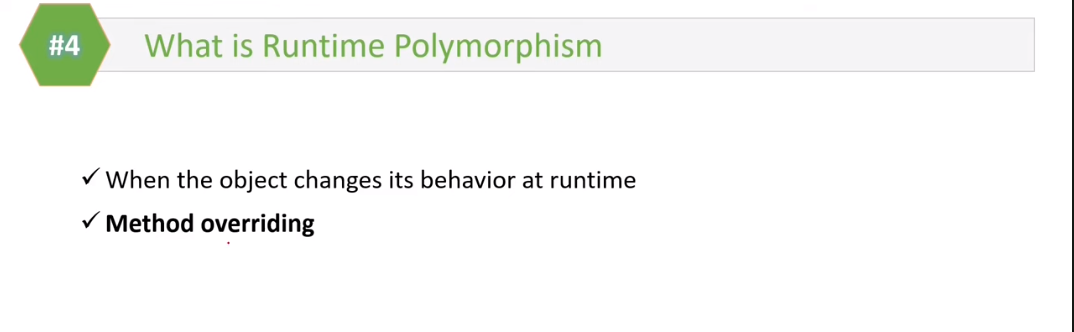 #4
What is Runtime Polymorphism
✓ When the object changes its behavior at runtime
✓ Method overriding